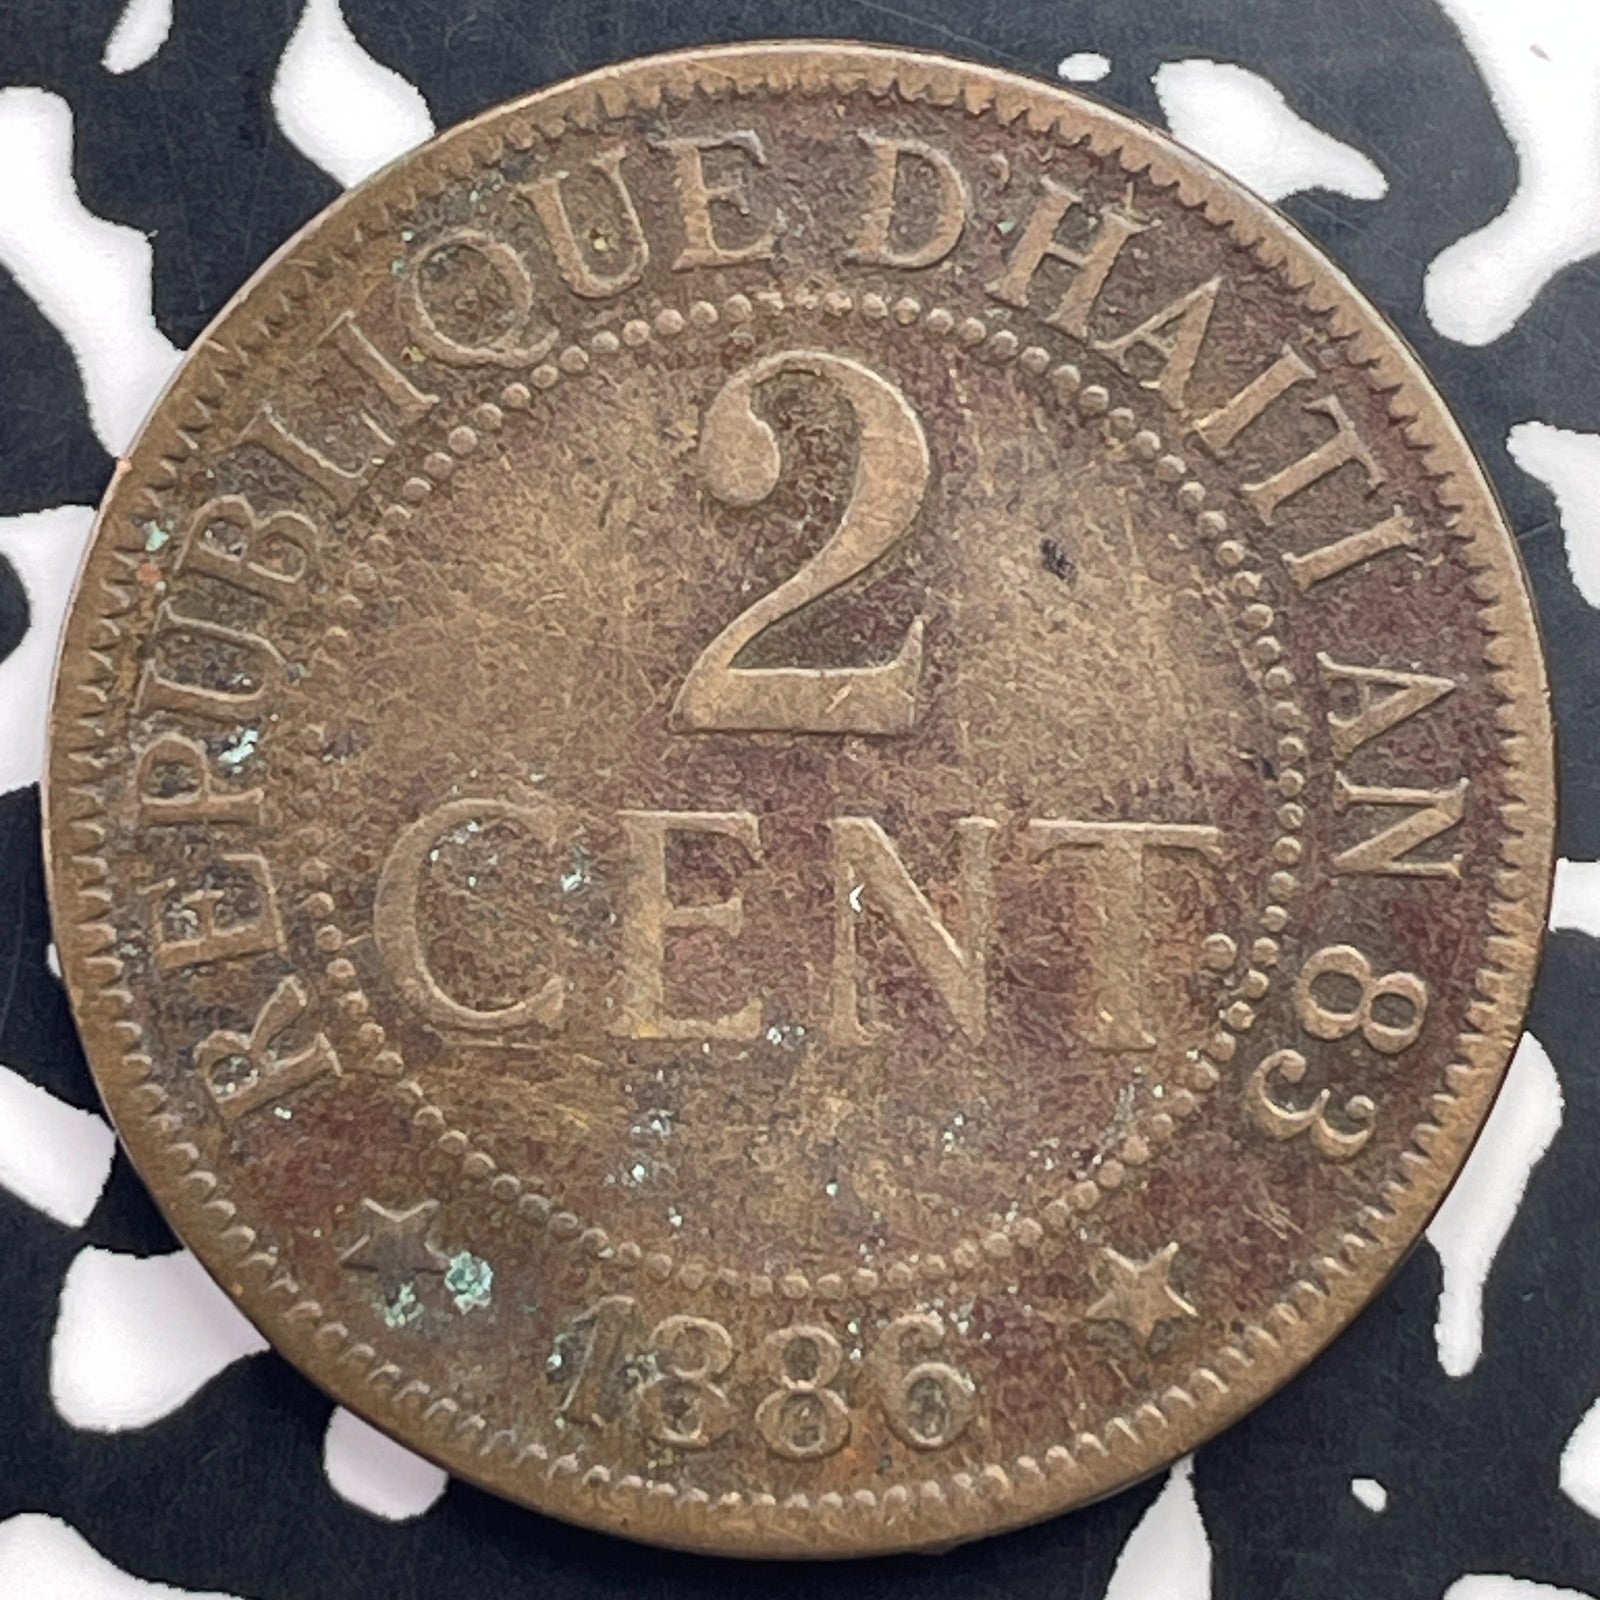 REPUBLIQUE D'HAITI AN 83
2
CENT
1886